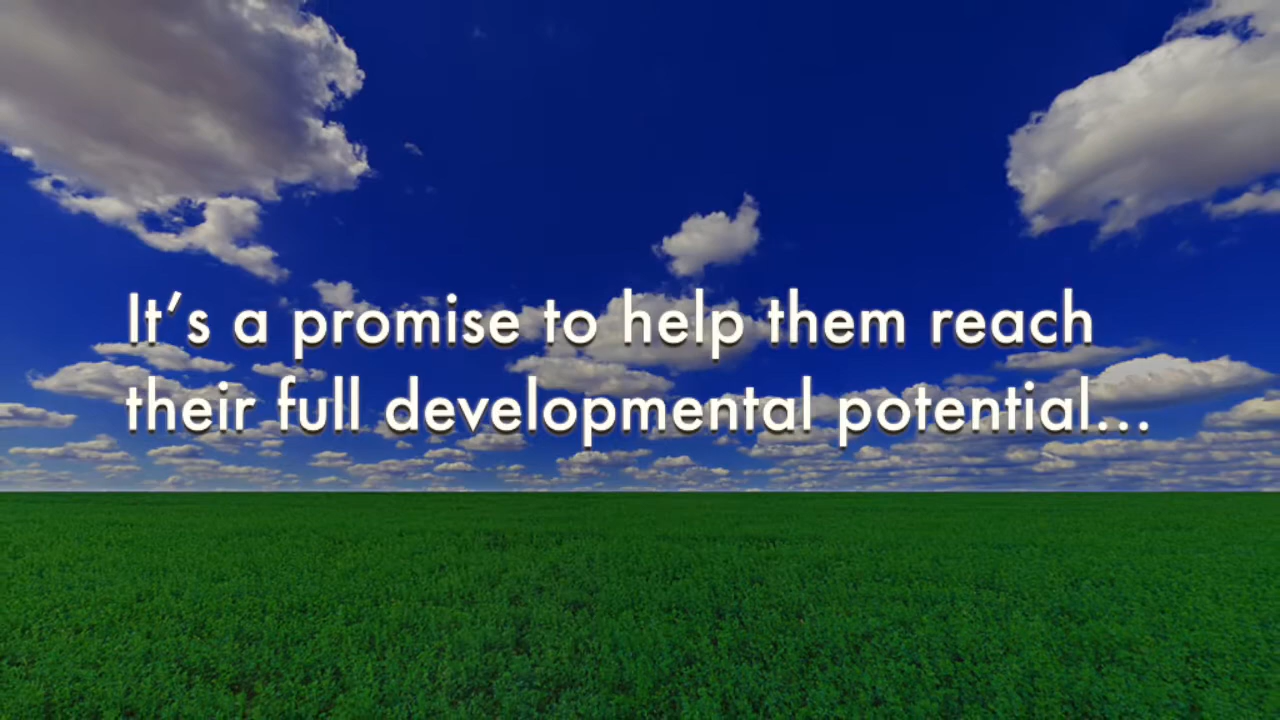 It’s a promise to help them reach
their full developmental potential...